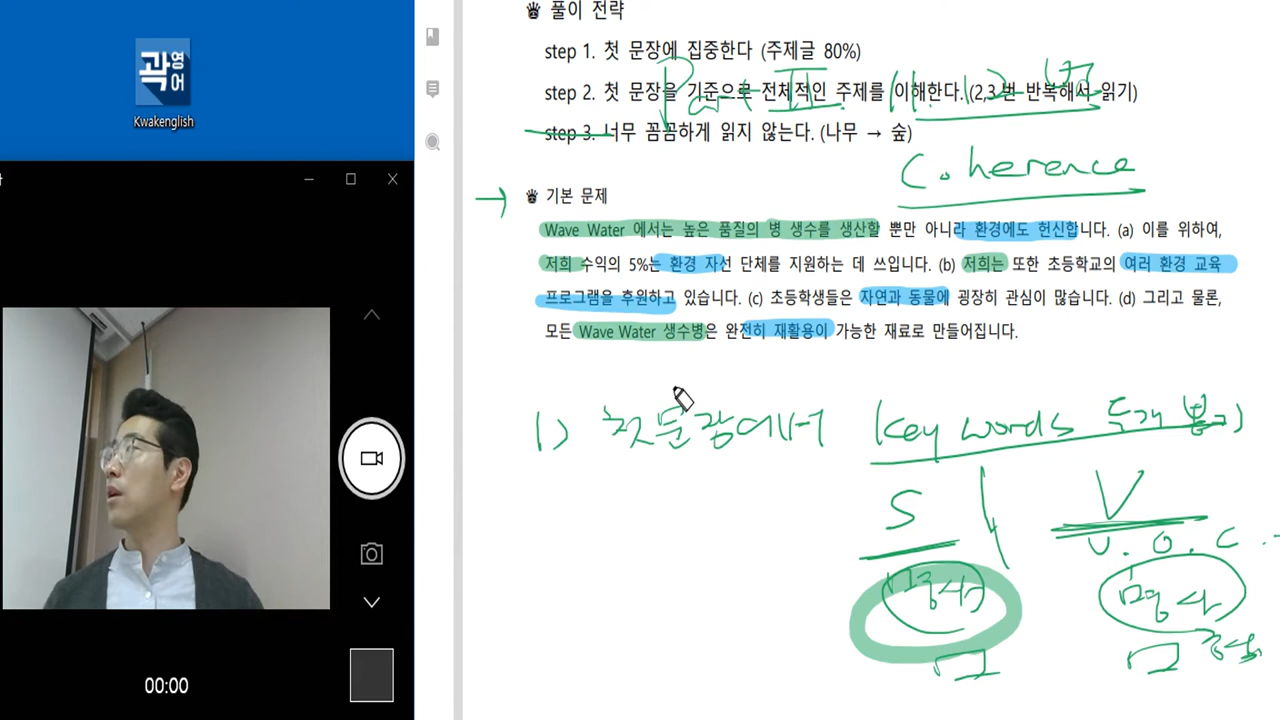 곽영어
Kwakenglish
00:00
♛ 풀이 전략
step 1. 첫 문장에 집중한다 (주제글 80%)
step 2. 첫 문장을 기준으로 전체적인 주제를 이해한다. (2,3번 반복해서 읽기)
step 3. 너무 꼼꼼하게 읽지 않는다. (나무 → 숲)
Part II
Coherence
→ ♛ 기본 문제
Wave Water 에서는 높은 품질의 병 생수를 생산할 뿐만 아니라 환경에도 헌신합니다. (a) 이를 위하여,
저희 수익의 5%는 환경 자선 단체를 지원하는 데 쓰입니다. (b) 저희는 또한 초등학교의 여러 환경 교육
프로그램을 후원하고 있습니다. (c) 초등학생들은 자연과 동물에 굉장히 관심이 많습니다. (d) 그리고 물론,
모든 Wave Water 생수병은 완전히 재활용이 가능한 재료로 만들어집니다.
1) 첫문장에서 (key words 두개 뽑기)
S V
V. O. C
명사 명사